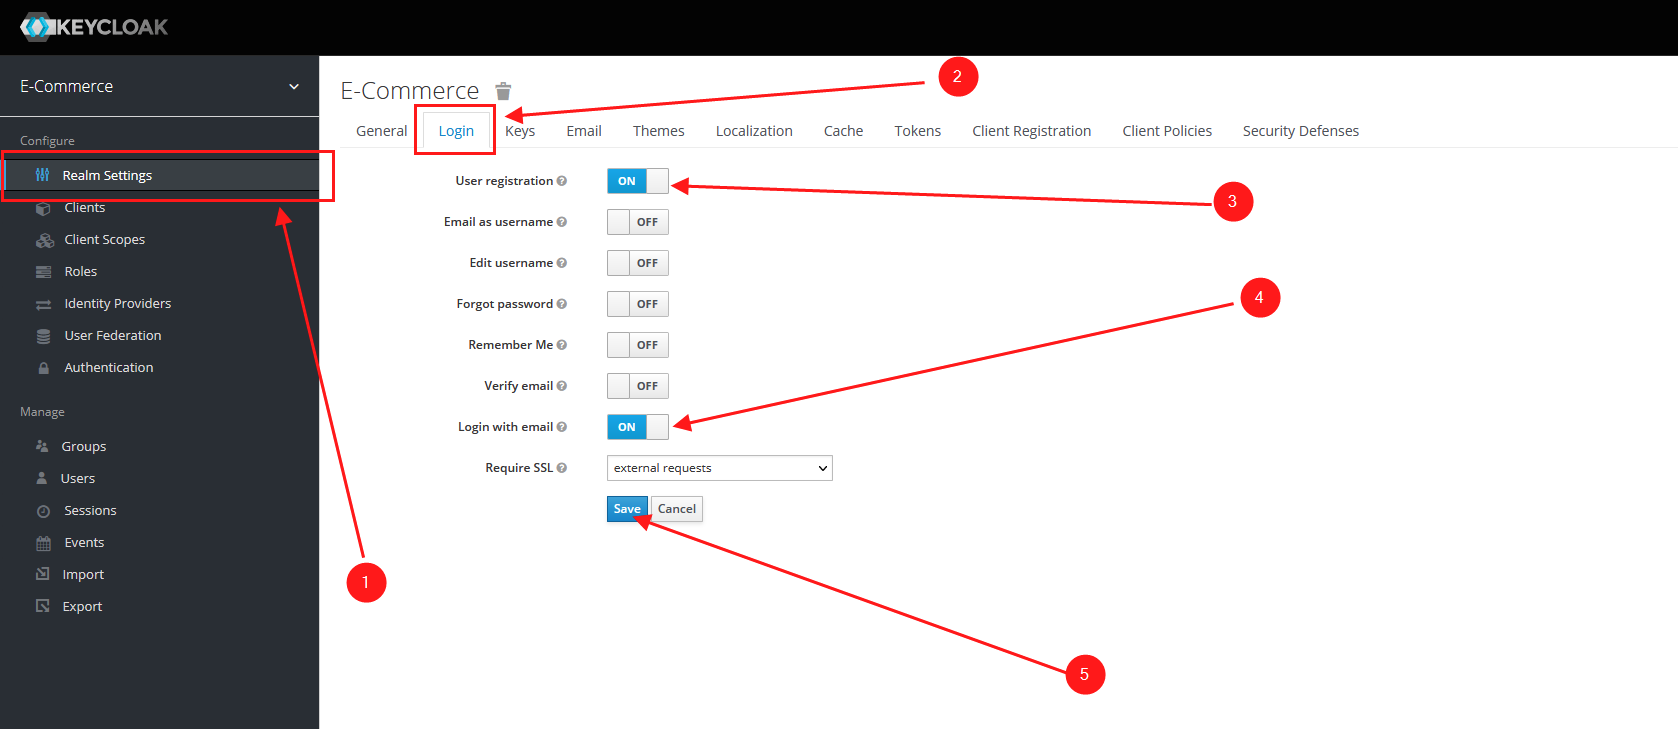 KEYCLOAK
E-Commerce
Configure
Realm Settings
Clients
Client Scopes
Roles
Identity Providers
User Federation
Authentication
Manage
Groups
Users
Sessions
Events
Import
Export
E-Commerce
General Login Keys Email Themes Localization Cache Tokens Client Registration Client Policies Security Defenses
User registration ? ON
Email as username ? OFF
Edit username ? OFF
Forgot password ? OFF
Remember Me ? OFF
Verify email ? OFF
Login with email ? ON
Require SSL ? external requests
Save Cancel
1
2
3
4
5